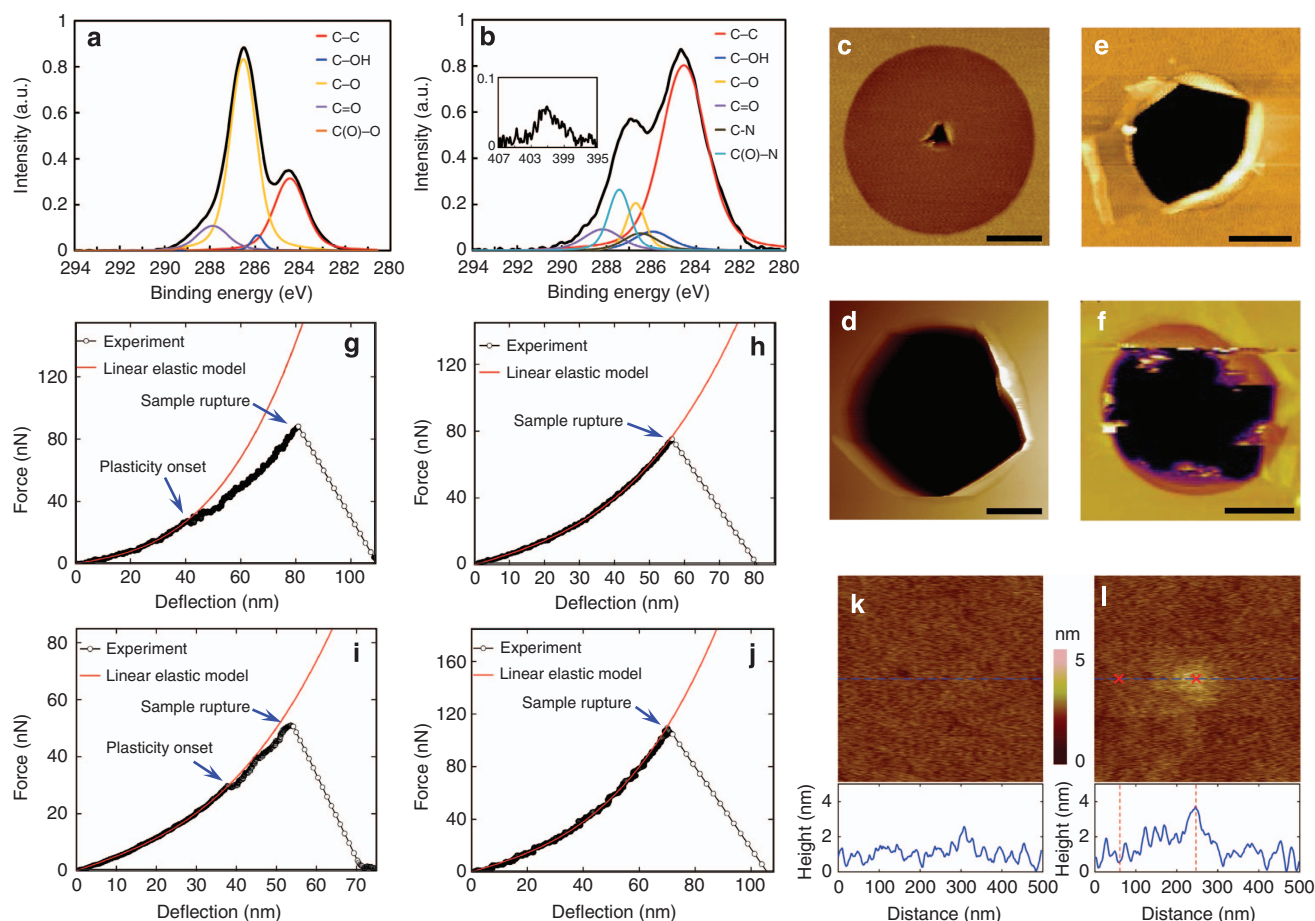 a
1
0.8
0.6
0.4
0.2
0
Intensity (a.u.)
C–C
C–OH
C–O
C=O
C(O)–O
294 292 290 288 286 284 282 280
Binding energy (eV)
b
1
0.8
0.6
0.4
0.2
0
Intensity (a.u.)
0.1
0
407 403 399 395
C–C
C–OH
C–O
C=O
C-N
C(O)–N
294 292 290 288 286 284 282 280
Binding energy (eV)
c
e
d
f
g
Experiment
Linear elastic model
Sample rupture
Plasticity onset
120
80
40
0
Force (nN)
0 20 40 60 80 100
Deflection (nm)
h
Experiment
Linear elastic model
Sample rupture
120
80
40
0
Force (nN)
0 10 20 30 40 50 60 70 80
Deflection (nm)
i
Experiment
Linear elastic model
Sample rupture
Plasticity onset
80
60
40
20
0
Force (nN)
0 10 20 30 40 50 60 70
Deflection (nm)
j
Experiment
Linear elastic model
Sample rupture
160
120
80
40
0
Force (nN)
0 20 40 60 80 100
Deflection (nm)
k
l
nm
5
0
4
2
0
Height (nm)
0 100 200 300 400 500
Distance (nm)
4
2
0
Height (nm)
0 100 200 300 400 500
Distance (nm)